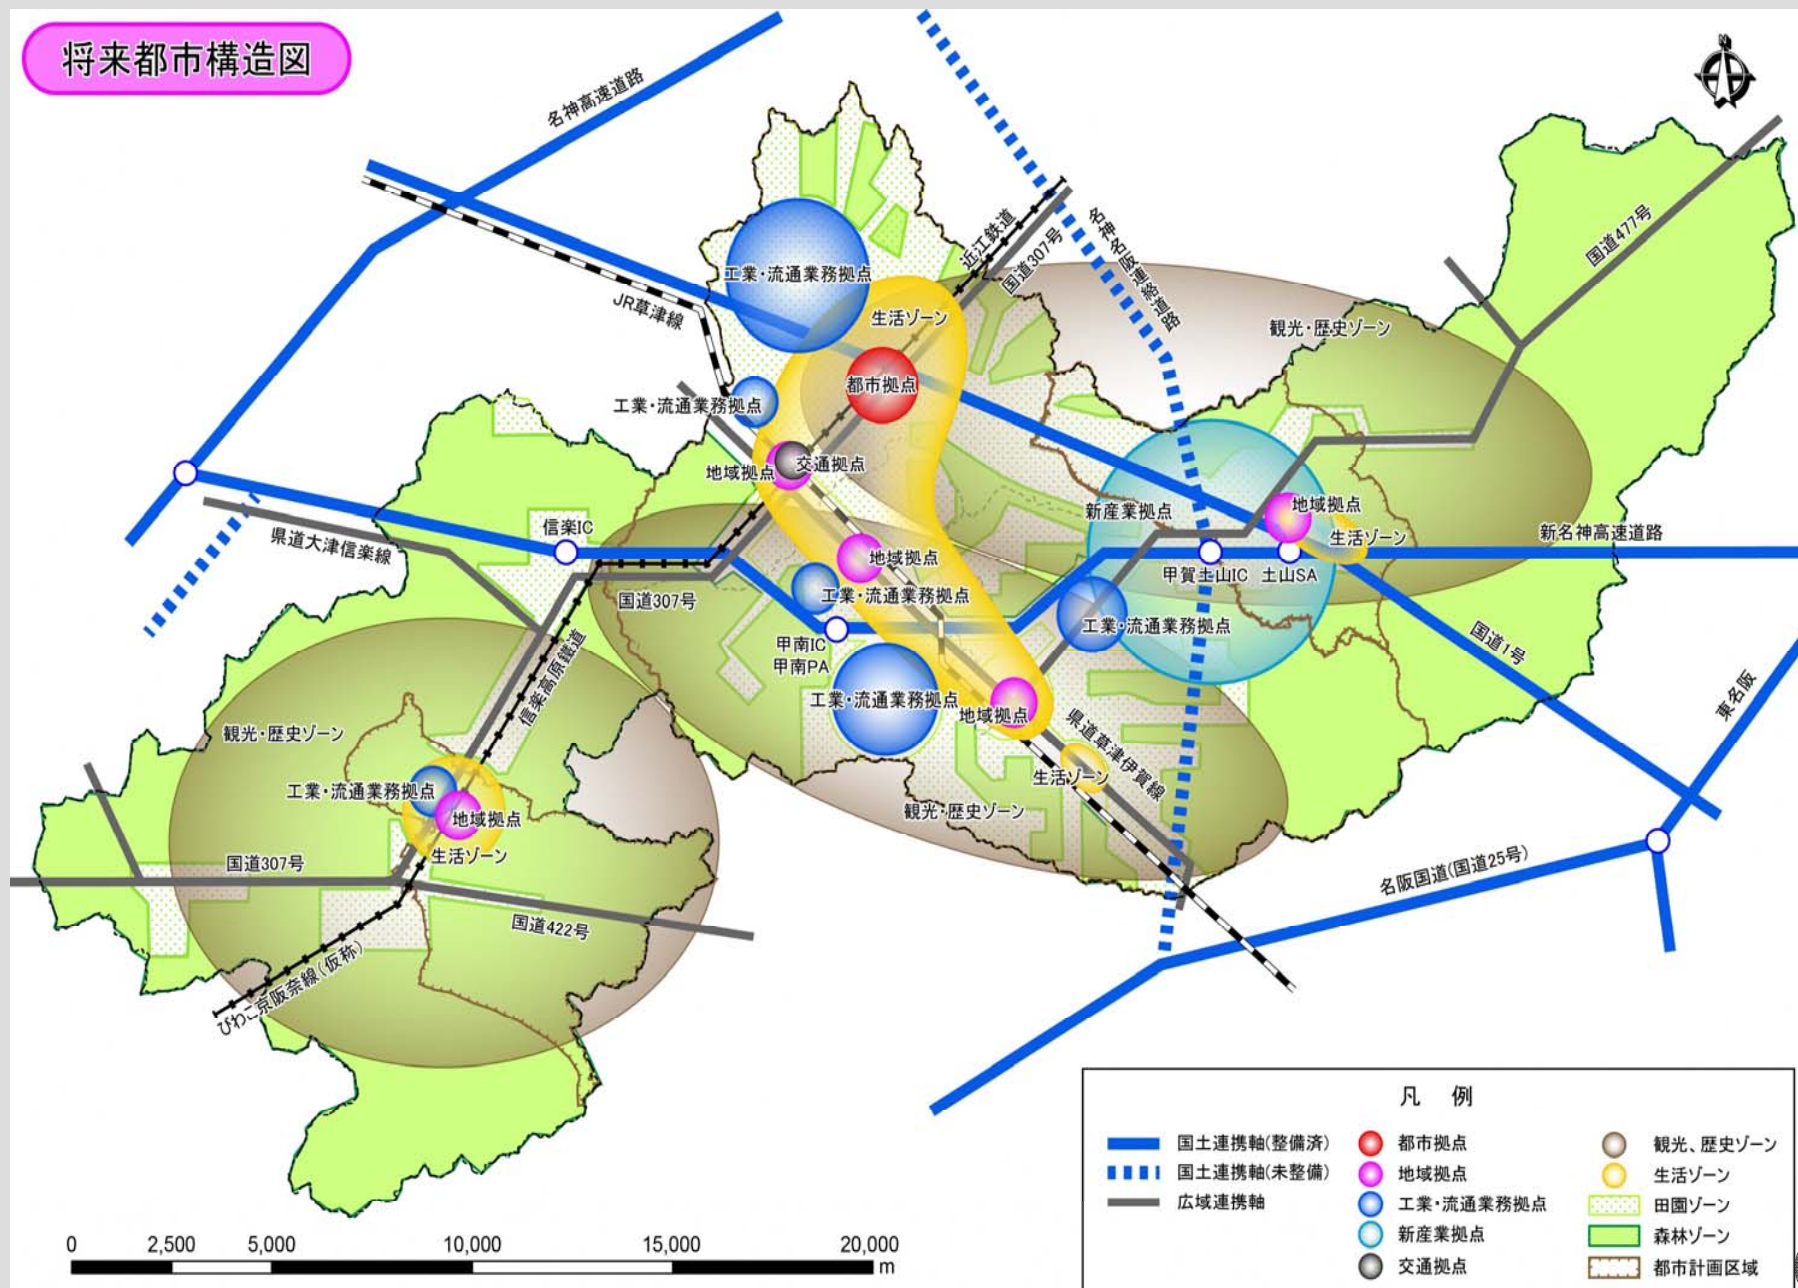 将来都市構造図
N
名神高速道路
近江鉄道
国道307号
名神名阪連絡道路
国道477号
工業・流通業務拠点
JR草津線
生活ゾーン
観光・歴史ゾーン
都市拠点
工業・流通業務拠点
地域拠点
交通拠点
新産業拠点
地域拠点
生活ゾーン
新名神高速道路
県道大津信楽線
信楽IC
地域拠点
甲賀土山IC
土山SA
国道307号
工業・流通業務拠点
工業・流通業務拠点
甲南IC
甲南PA
国道1号
信楽高原鐵道
工業・流通業務拠点
地域拠点
県道草津伊賀線
東名阪
観光・歴史ゾーン
生活ゾーン
工業・流通業務拠点
地域拠点
観光・歴史ゾーン
生活ゾーン
国道307号
名阪国道(国道25号)
国道422号
びわこ京阪奈線(仮称)
凡 例
国土連携軸(整備済)
国土連携軸(未整備)
広域連携軸
都市拠点
地域拠点
工業・流通業務拠点
新産業拠点
交通拠点
観光、歴史ゾーン
生活ゾーン
田園ゾーン
森林ゾーン
都市計画区域
0 2,500 5,000 10,000 15,000 20,000
m